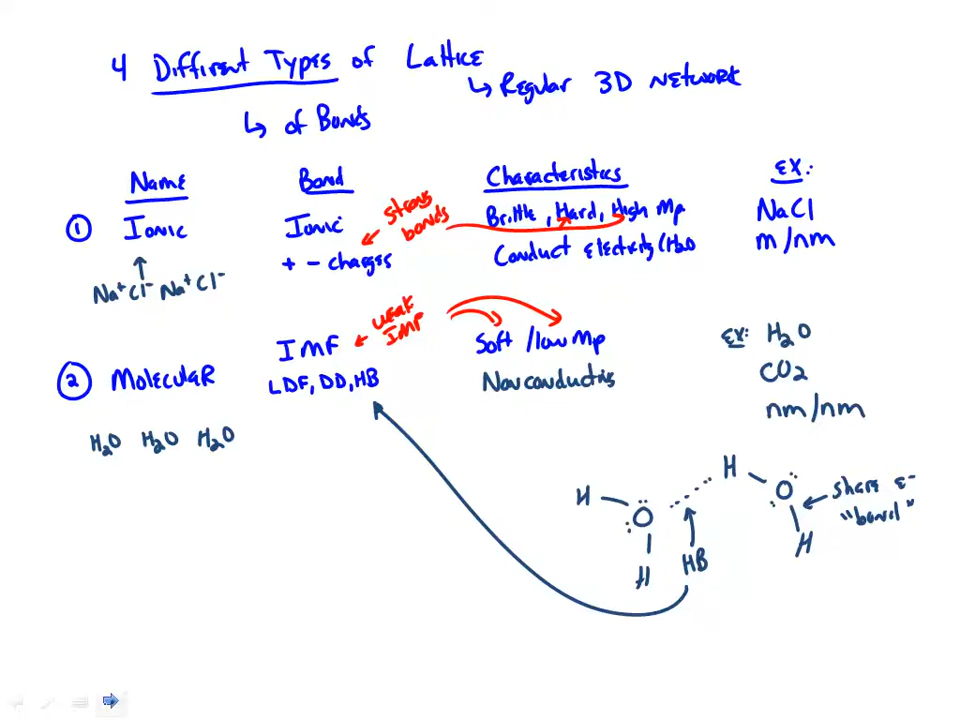 4 Different Types of Lattice
↳ Regular 3D Network
↳ of Bonds
Name Bond Characteristics Ex:
① Ionic Ionic strong bonds Brittle, Hard, High Mp NaCl
+ - charges Conduct electricity (H₂O m/nm
Na⁺Cl⁻ Na⁺Cl⁻
weak IMF
② Molecular IMF Soft /low Mp Ex: H₂O
LDF, DD, HB Nonconducting CO₂
nm/nm
H₂O H₂O H₂O
H O H HB
H O H
share e⁻
"bond"